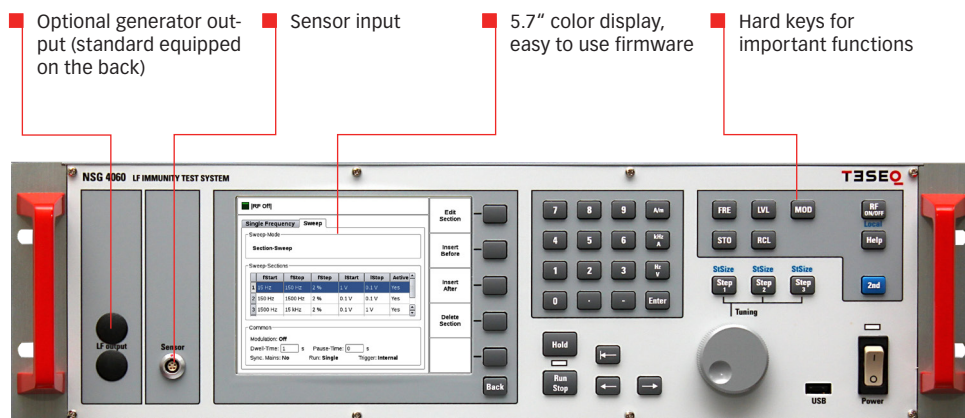 Optional generator out-
put (standard equipped
on the back)
Sensor input
5.7“ color display,
easy to use firmware
Hard keys for
important functions
NSG 4060 LF IMMUNITY TEST SYSTEM
TESEQ
[RF Off]
Single Frequency Sweep
Sweep Mode
Section-Sweep
Sweep Sections
fStart fStop fStep lStart lStop Active
1 15 Hz 150 Hz 2 % 1 V 0.1 V Yes
2 150 Hz 1500 Hz 2 % 0.1 V 0.1 V Yes
3 1500 Hz 15 kHz 2 % 0.1 V 1 V Yes
Common
Modulation: Off
Dwell-Time: 1 s Pause-Time: 0 s
Sync. Mains: No Run: Single Trigger: Internal
Edit
Section
Insert
Before
Insert
After
Delete
Section
Back
LF output
Sensor
7 8 9 A/m
4 5 6 kHz
A
1 2 3 Hz
V
0 · - Enter
Hold
Run
Stop
FRE LVL MOD
RF
ON/OFF
Local
STO RCL
Help
StSize StSize StSize
Step
1
Step
2
Step
3
2nd
Tuning
USB
Power